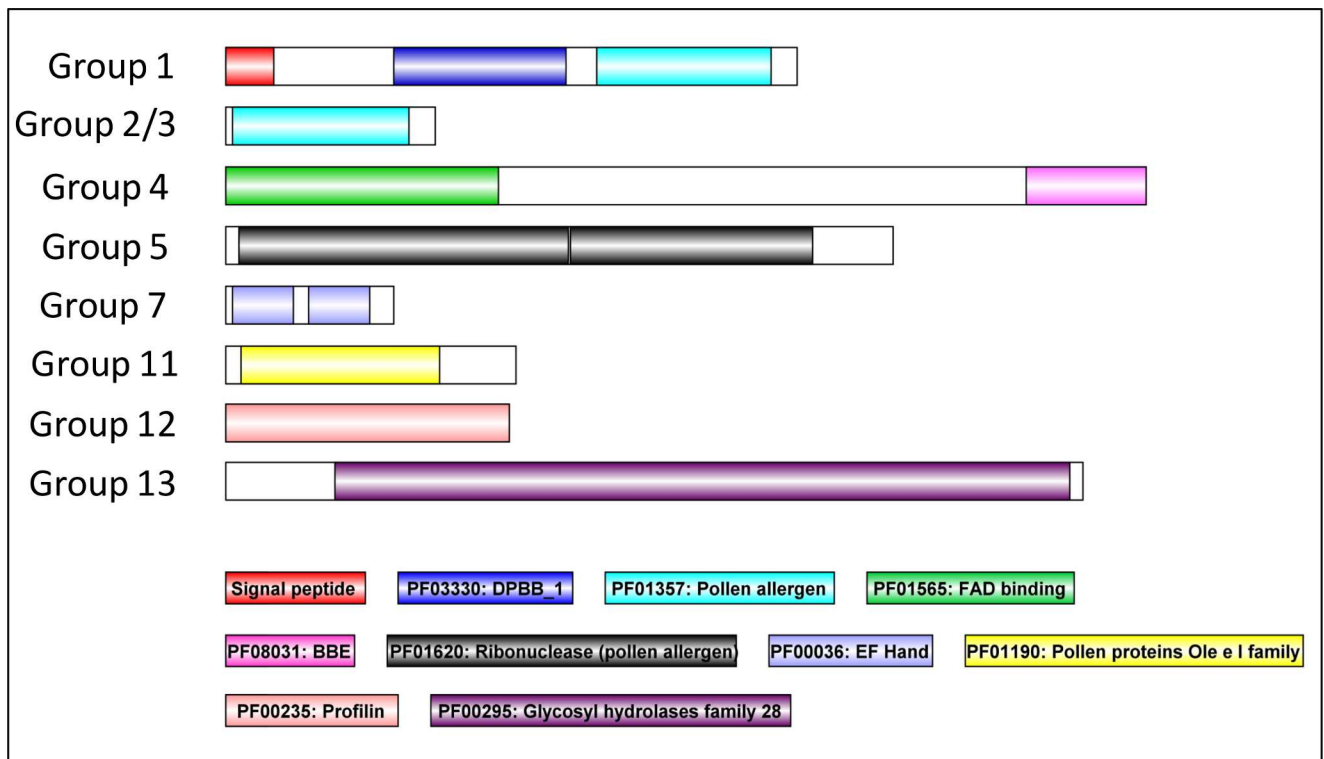 Group 1
Group 2/3
Group 4
Group 5
Group 7
Group 11
Group 12
Group 13
Signal peptide
PF03330: DPBB_1
PF01357: Pollen allergen
PF01565: FAD binding
PF08031: BBE
PF01620: Ribonuclease (pollen allergen)
PF00036: EF Hand
PF01190: Pollen proteins Ole e I family
PF00235: Profilin
PF00295: Glycosyl hydrolases family 28